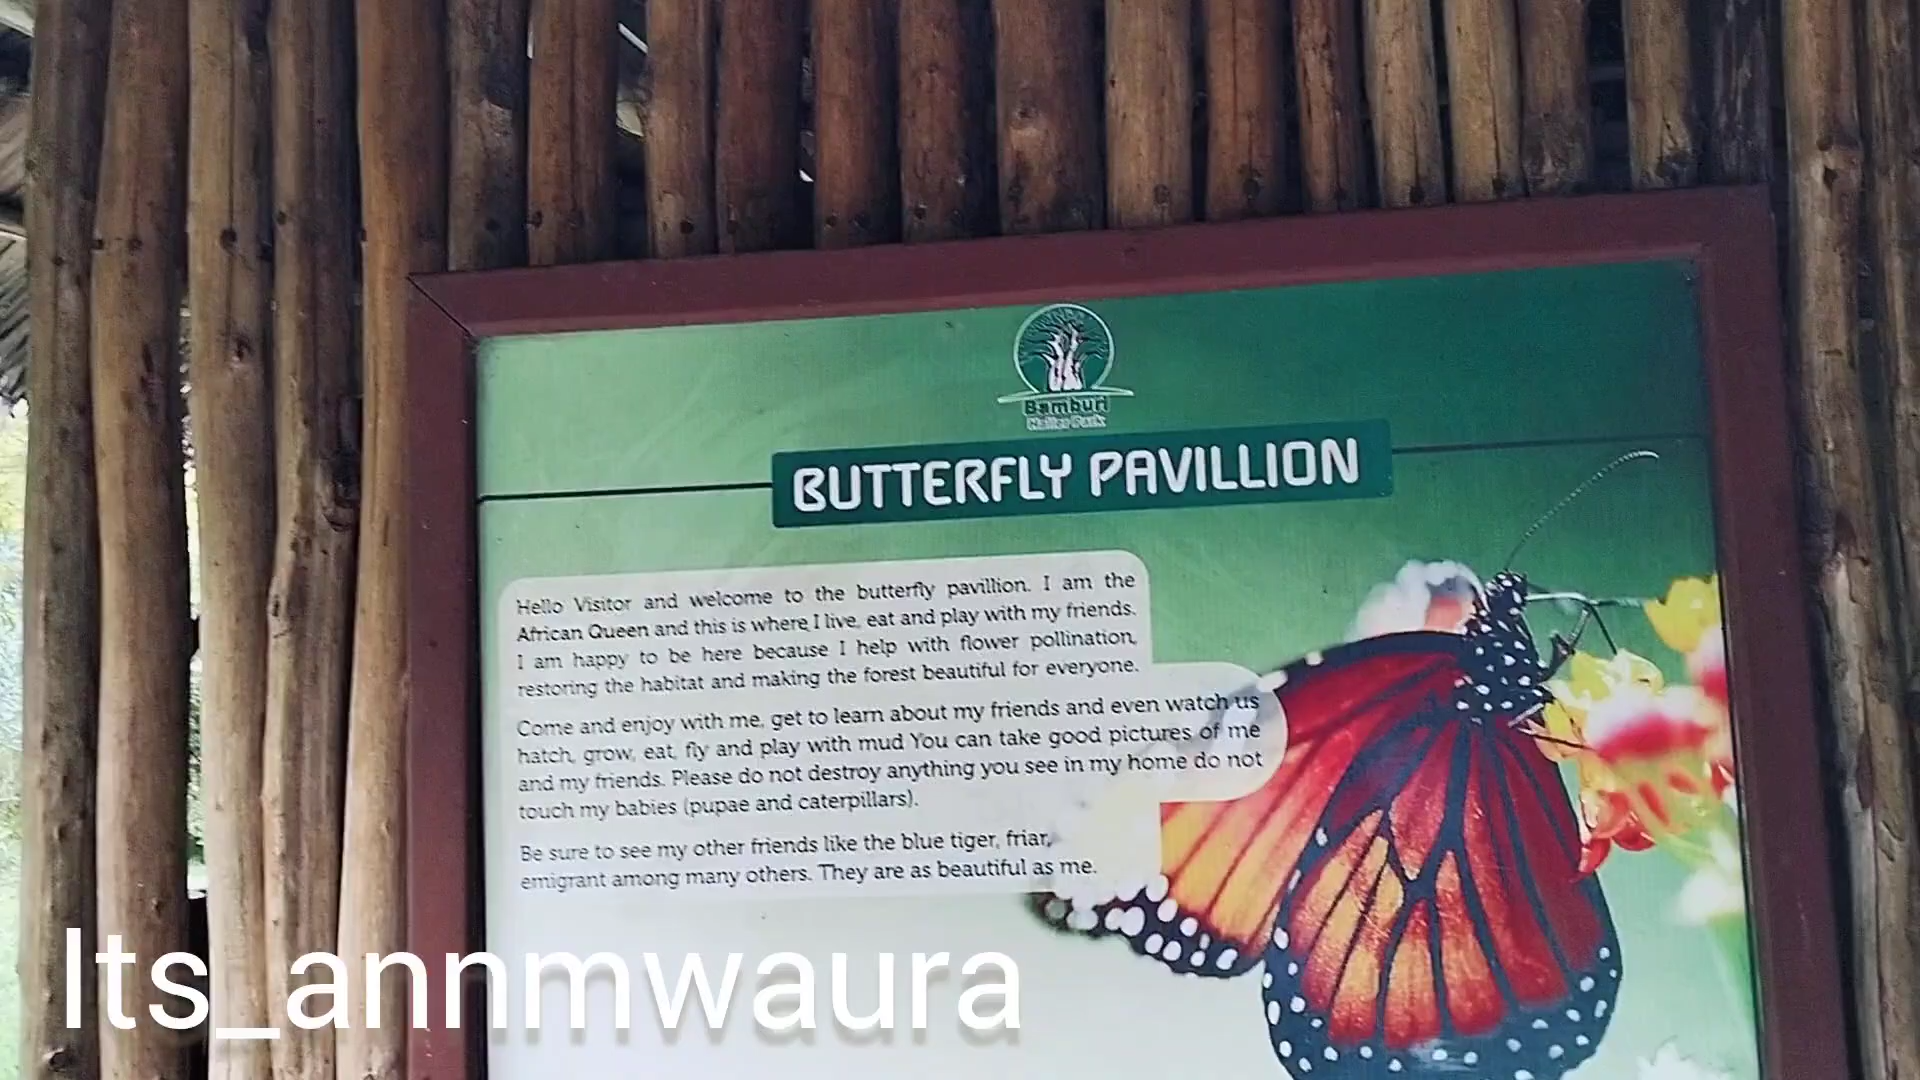 Bamburi
Haller Park
BUTTERFLY PAVILLION
Hello Visitor and welcome to the butterfly pavillion. I am the
African Queen and this is where I live, eat and play with my friends.
I am happy to be here because I help with flower pollination,
restoring the habitat and making the forest beautiful for everyone.
Come and enjoy with me, get to learn about my friends and even watch us
hatch, grow, eat, fly and play with mud You can take good pictures of me
and my friends. Please do not destroy anything you see in my home do not
touch my babies (pupae and caterpillars).
Be sure to see my other friends like the blue tiger, friar,
emigrant among many others. They are as beautiful as me.
Its_annmwaura